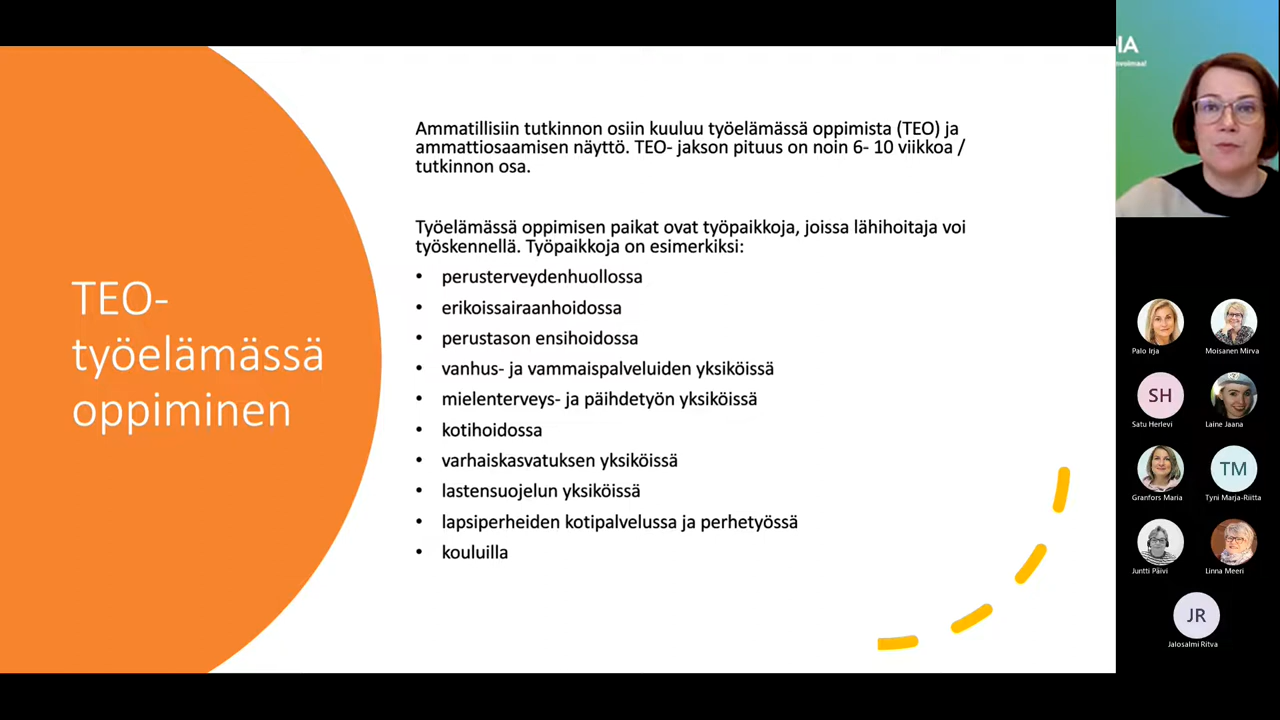 TEO-
työelämässä
oppiminen
Ammatillisiin tutkinnon osiin kuuluu työelämässä oppimista (TEO) ja
ammattiosaamisen näyttö. TEO- jakson pituus on noin 6- 10 viikkoa /
tutkinnon osa.
Työelämässä oppimisen paikat ovat työpaikkoja, joissa lähihoitaja voi
työskennellä. Työpaikkoja on esimerkiksi:
• perusterveydenhuollossa
• erikoissairaanhoidossa
• perustason ensihoidossa
• vanhus- ja vammaispalveluiden yksiköissä
• mielenterveys- ja päihdetyön yksiköissä
• kotihoidossa
• varhaiskasvatuksen yksiköissä
• lastensuojelun yksiköissä
• lapsiperheiden kotipalvelussa ja perhetyössä
• kouluilla
Palo Irja
Moisanen Mirva
SH
Satu Herlevi
Laine Jaana
Granfors Maria
TM
Tyni Marja-Riitta
Juntti Päivi
Linna Meeri
JR
Jalosalmi Ritva